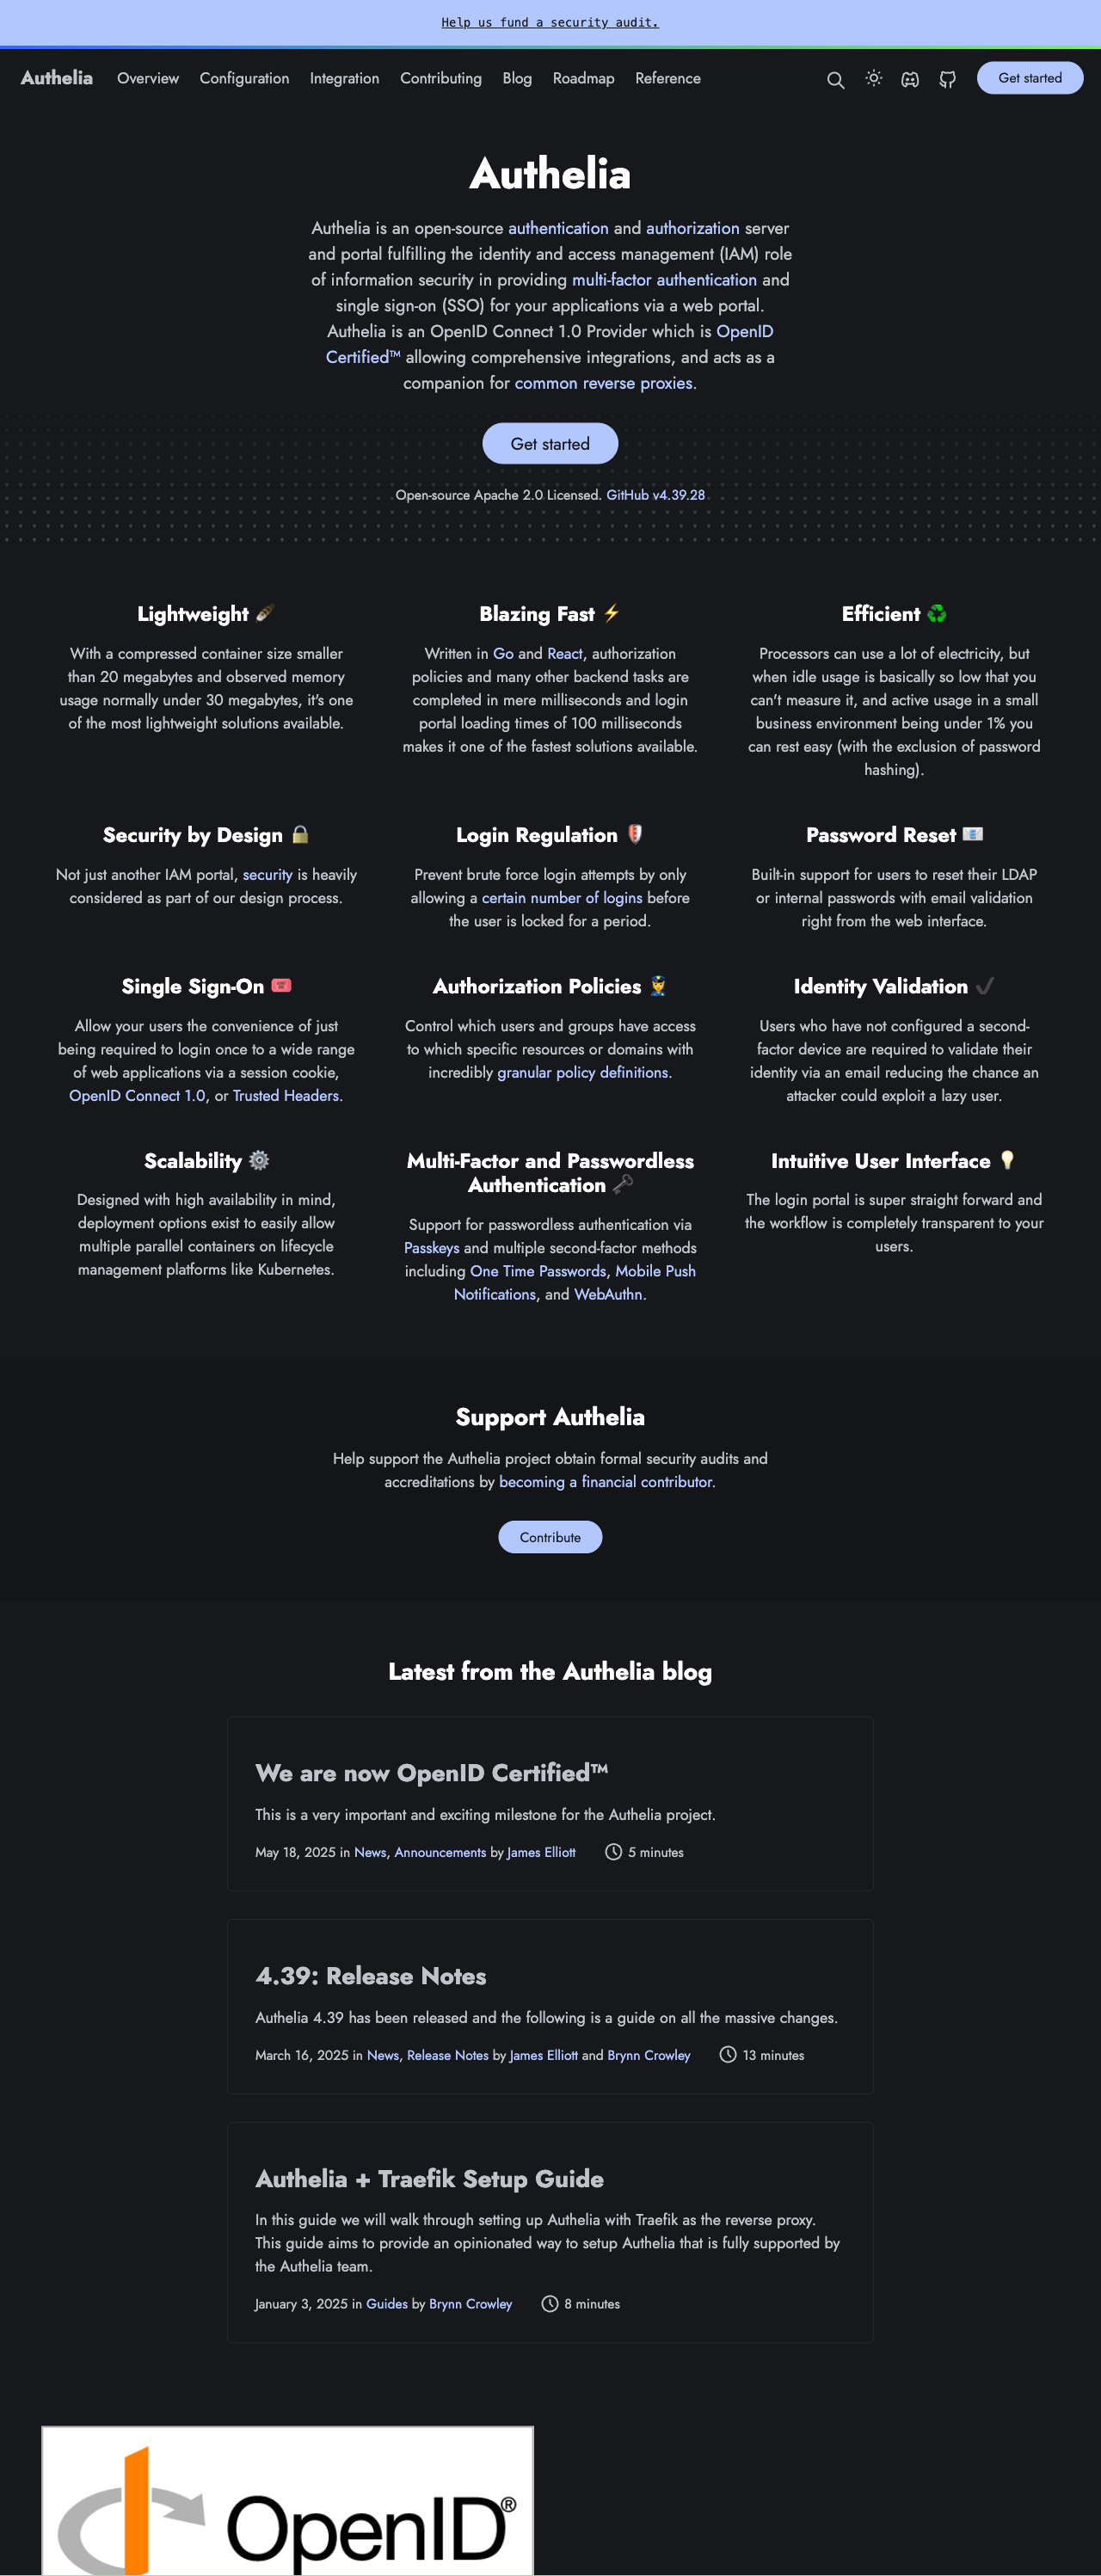 Help us fund a security audit.
Authelia
Overview
Configuration
Integration
Contributing
Blog
Roadmap
Reference
Get started
Authelia
Authelia is an open-source authentication and authorization server
and portal fulfilling the identity and access management (IAM) role
of information security in providing multi-factor authentication and
single sign-on (SSO) for your applications via a web portal.
Authelia is an OpenID Connect 1.0 Provider which is OpenID
Certified™ allowing comprehensive integrations, and acts as a
companion for common reverse proxies.
Get started
Open-source Apache 2.0 Licensed. GitHub v4.39.28
Lightweight
With a compressed container size smaller
than 20 megabytes and observed memory
usage normally under 30 megabytes, it's one
of the most lightweight solutions available.
Blazing Fast ⚡
Written in Go and React, authorization
policies and many other backend tasks are
completed in mere milliseconds and login
portal loading times of 100 milliseconds
makes it one of the fastest solutions available.
Efficient ♻️
Processors can use a lot of electricity, but
when idle usage is basically so low that you
can't measure it, and active usage in a small
business environment being under 1% you
can rest easy (with the exclusion of password
hashing).
Security by Design 🔒
Not just another IAM portal, security is heavily
considered as part of our design process.
Login Regulation
Prevent brute force login attempts by only
allowing a certain number of logins before
the user is locked for a period.
Password Reset 📧
Built-in support for users to reset their LDAP
or internal passwords with email validation
right from the web interface.
Single Sign-On 🎟️
Allow your users the convenience of just
being required to login once to a wide range
of web applications via a session cookie,
OpenID Connect 1.0, or Trusted Headers.
Authorization Policies 👮
Control which users and groups have access
to which specific resources or domains with
incredibly granular policy definitions.
Identity Validation ✔️
Users who have not configured a second-
factor device are required to validate their
identity via an email reducing the chance an
attacker could exploit a lazy user.
Scalability ⚙️
Designed with high availability in mind,
deployment options exist to easily allow
multiple parallel containers on lifecycle
management platforms like Kubernetes.
Multi-Factor and Passwordless
Authentication 🗝️
Support for passwordless authentication via
Passkeys and multiple second-factor methods
including One Time Passwords, Mobile Push
Notifications, and WebAuthn.
Intuitive User Interface 💡
The login portal is super straight forward and
the workflow is completely transparent to your
users.
Support Authelia
Help support the Authelia project obtain formal security audits and
accreditations by becoming a financial contributor.
Contribute
Latest from the Authelia blog
We are now OpenID Certified™
This is a very important and exciting milestone for the Authelia project.
May 18, 2025 in News, Announcements by James Elliott 5 minutes
4.39: Release Notes
Authelia 4.39 has been released and the following is a guide on all the massive changes.
March 16, 2025 in News, Release Notes by James Elliott and Brynn Crowley 13 minutes
Authelia + Traefik Setup Guide
In this guide we will walk through setting up Authelia with Traefik as the reverse proxy.
This guide aims to provide an opinionated way to setup Authelia that is fully supported by
the Authelia team.
January 3, 2025 in Guides by Brynn Crowley 8 minutes
OpenID®